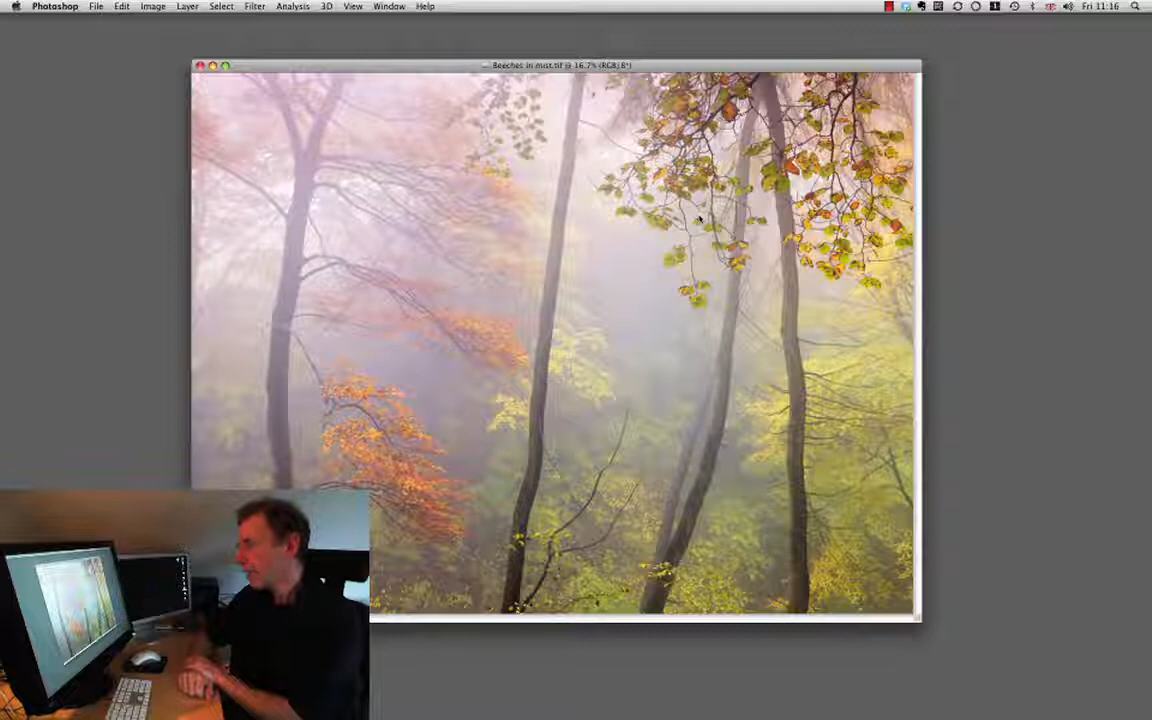 Photoshop File Edit Image Layer Select Filter Analysis 3D View Window Help Fri 11:16
Beeches in mist.tif @ 16.7% (RGB/8*)